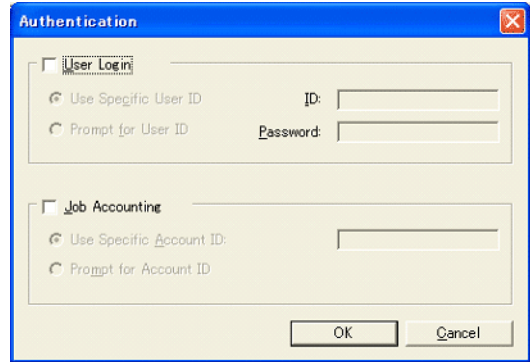 Authentication
User Login
Use Specific User ID
ID:
Prompt for User ID
Password:
Job Accounting
Use Specific Account ID:
Prompt for Account ID
OK
Cancel